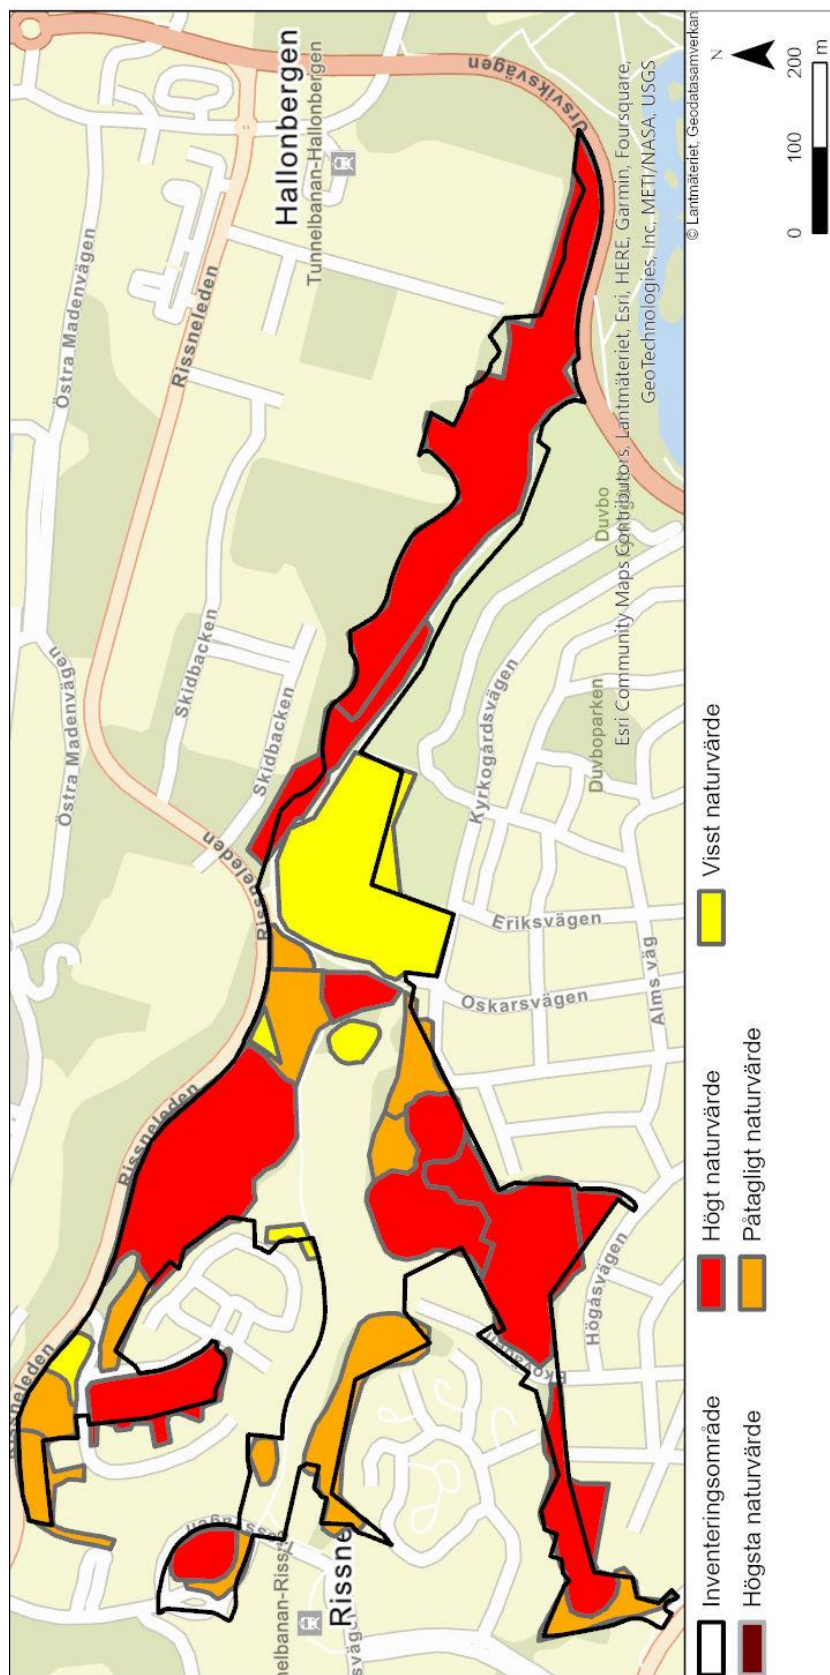 Östra Madenvägen
Rissneleden
Hallonbergen
Tunnelbanan-Hallonbergen
Ursviksvägen
Östra Madenvägen
Skidbacken
Skidbacken
Rissneleden
Rissneleden
Rissneleden
Rissne
Kyrkogårdsvägen
Duvboparken
Duvbo
Eriksvägen
Oskarsvägen
Alms väg
Högåsvägen
Esri Community Maps Contributors, Lantmäteriet, Esri, HERE, Garmin, Foursquare,
GeoTechnologies, Inc, METI/NASA, USGS
© Lantmäteriet, Geodatasamverkan
N
0 100 200
m
Inventeringsområde
Högsta naturvärde
Högt naturvärde
Påtagligt naturvärde
Visst naturvärde